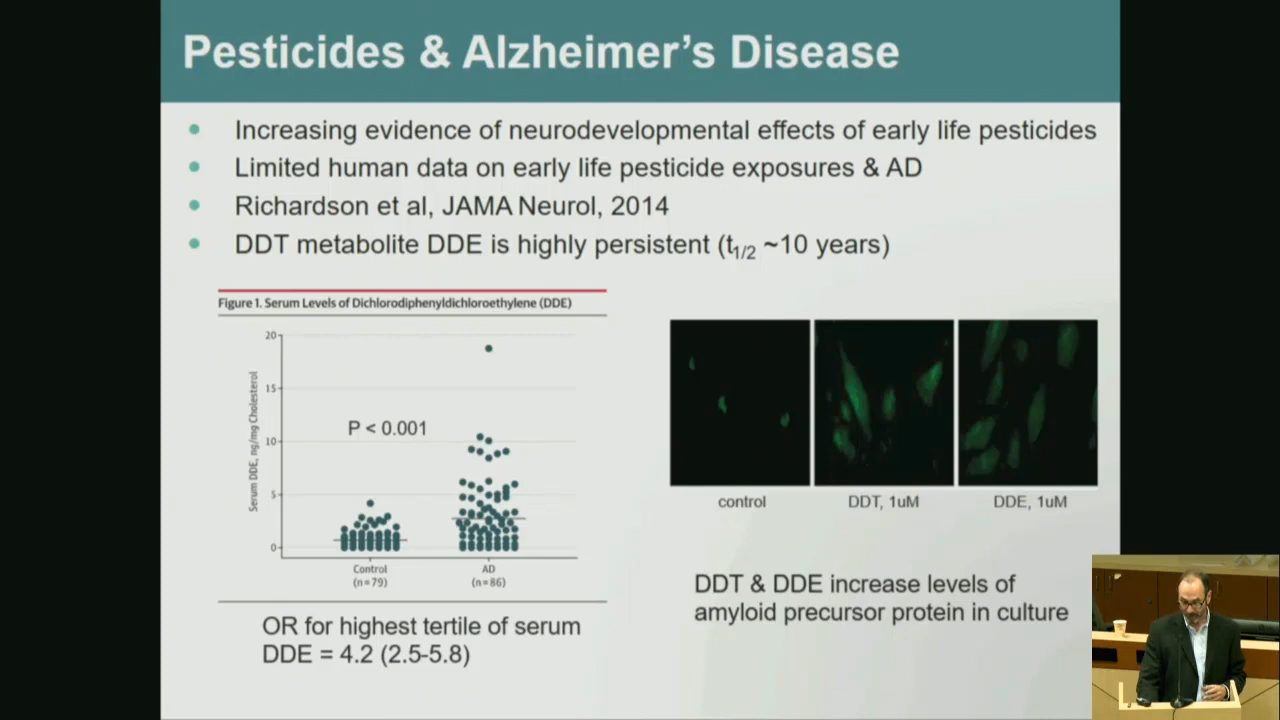 Pesticides & Alzheimer's Disease
Increasing evidence of neurodevelopmental effects of early life pesticides
Limited human data on early life pesticide exposures & AD
Richardson et al, JAMA Neurol, 2014
DDT metabolite DDE is highly persistent (t1/2 ~10 years)
Figure 1. Serum Levels of Dichlorodiphenyldichloroethylene (DDE)
Serum DDE, ng/mg Cholesterol
20
15
10
5
0
P < 0.001
Control
(n=79)
AD
(n=86)
OR for highest tertile of serum
DDE = 4.2 (2.5-5.8)
control
DDT, 1uM
DDE, 1uM
DDT & DDE increase levels of
amyloid precursor protein in culture